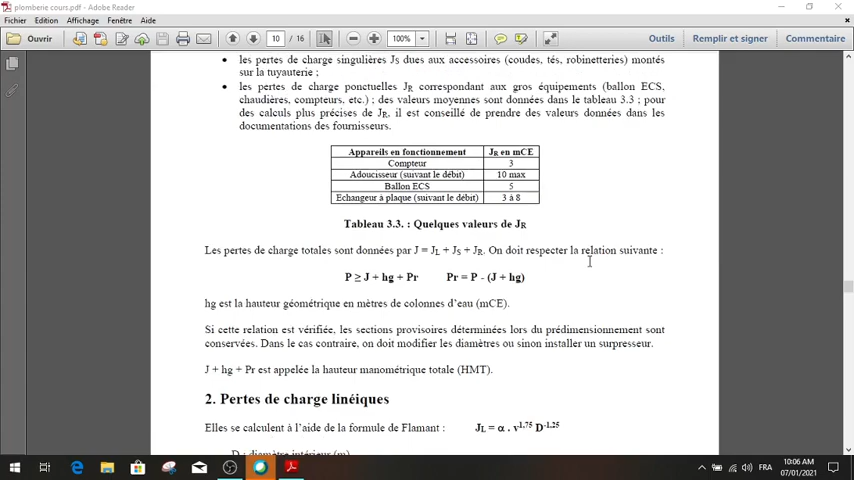 plomberie cours.pdf - Adobe Reader
Fichier Edition Affichage Fenêtre Aide
Ouvrir 10 / 16 100% Outils Remplir et signer Commentaire
• les pertes de charge singulières JS dues aux accessoires (coudes, tés, robinetteries) montés
sur la tuyauterie ;
• les pertes de charge ponctuelles JR correspondant aux gros équipements (ballon ECS,
chaudières, compteurs, etc.) ; des valeurs moyennes sont données dans le tableau 3.3 ; pour
des calculs plus précises de JR, il est conseillé de prendre des valeurs données dans les
documentations des fournisseurs.
Appareils en fonctionnement JR en mCE
Compteur 3
Adoucisseur (suivant le débit) 10 max
Ballon ECS 5
Echangeur à plaque (suivant le débit) 3 à 8
Tableau 3.3. : Quelques valeurs de JR
Les pertes de charge totales sont données par J = JL + JS + JR. On doit respecter la relation suivante :
P ≥ J + hg + Pr Pr = P - (J + hg)
hg est la hauteur géométrique en mètres de colonnes d'eau (mCE).
Si cette relation est vérifiée, les sections provisoires déterminées lors du prédimensionnement sont
conservées. Dans le cas contraire, on doit modifier les diamètres ou sinon installer un surpresseur.
J + hg + Pr est appelée la hauteur manométrique totale (HMT).
2. Pertes de charge linéiques
Elles se calculent à l'aide de la formule de Flamant : JL = α . v1.75 D-1.25
D : diamètre intérieur (m)
FRA
10:06 AM
07/01/2021